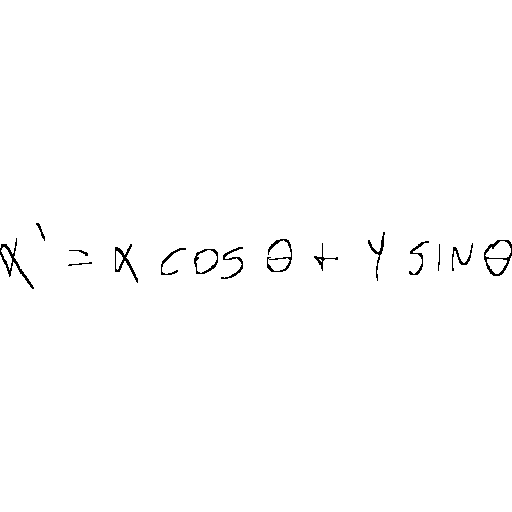 x' = x cos θ + y sin θ